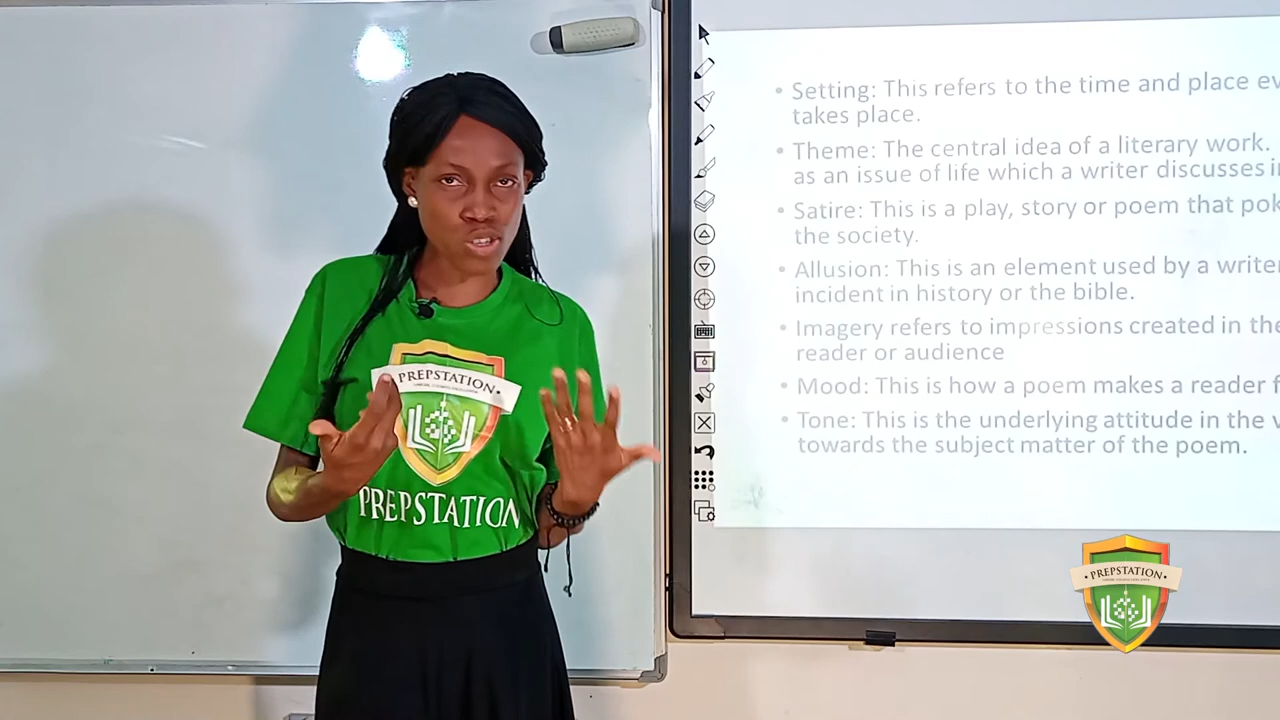 • Setting: This refers to the time and place
takes place.
• Theme: The central idea of a literary work.
as an issue of life which a writer discusses
• Satire: This is a play, story or poem that
the society.
• Allusion: This is an element used by a writer
incident in history or the bible.
• Imagery refers to impressions created in the
reader or audience
• Mood: This is how a poem makes a reader
• Tone: This is the underlying attitude in the
towards the subject matter of the poem.
PREPSTATION
PREPSTATION
• PREPSTATION •